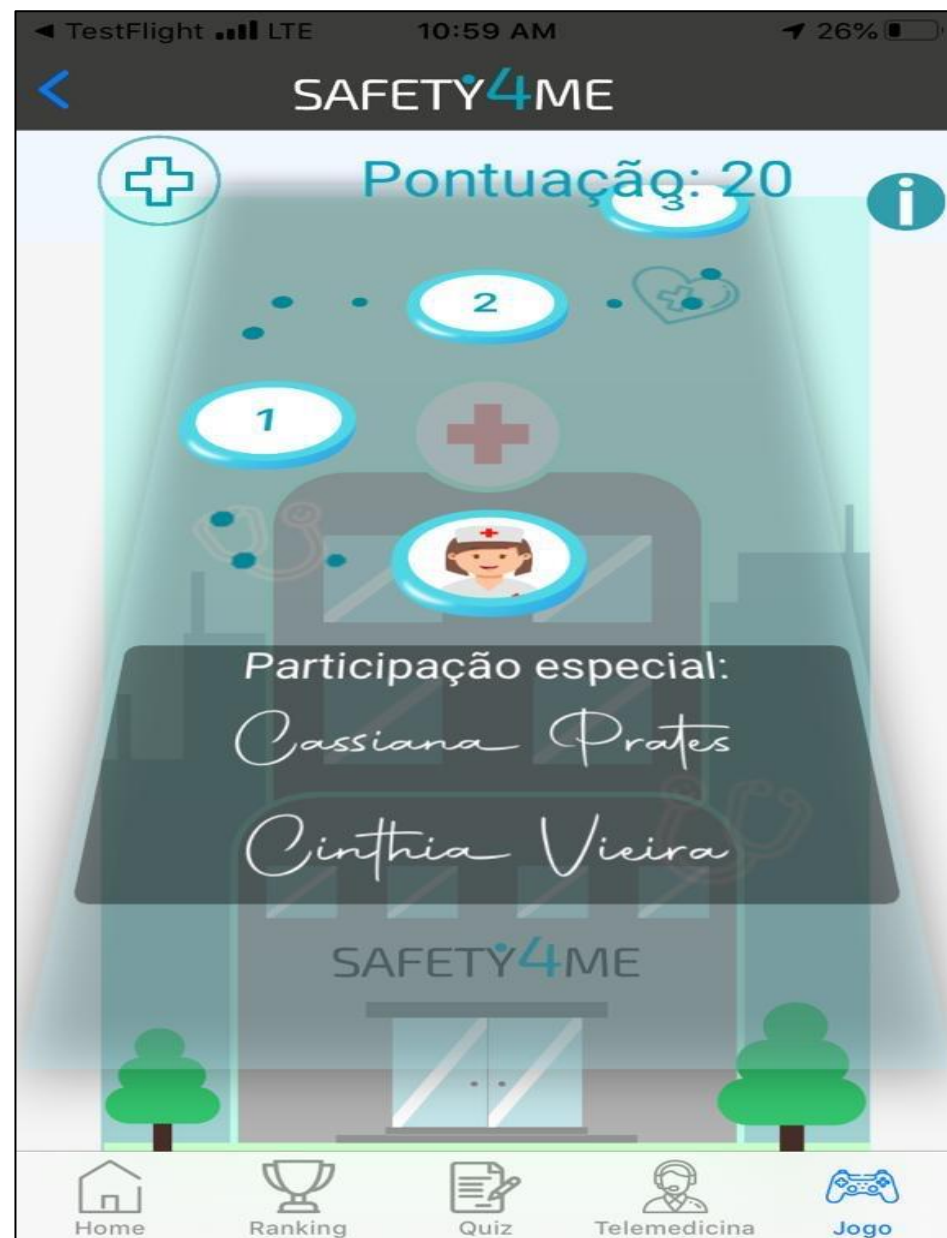 TestFlight LTE 10:59 AM 26%
SAFETY4ME
Pontuação: 20
3
2
1
Participação especial:
Cassiana Prates
Cinthia Vieira
SAFETY4ME
Home Ranking Quiz Telemedicina Jogo